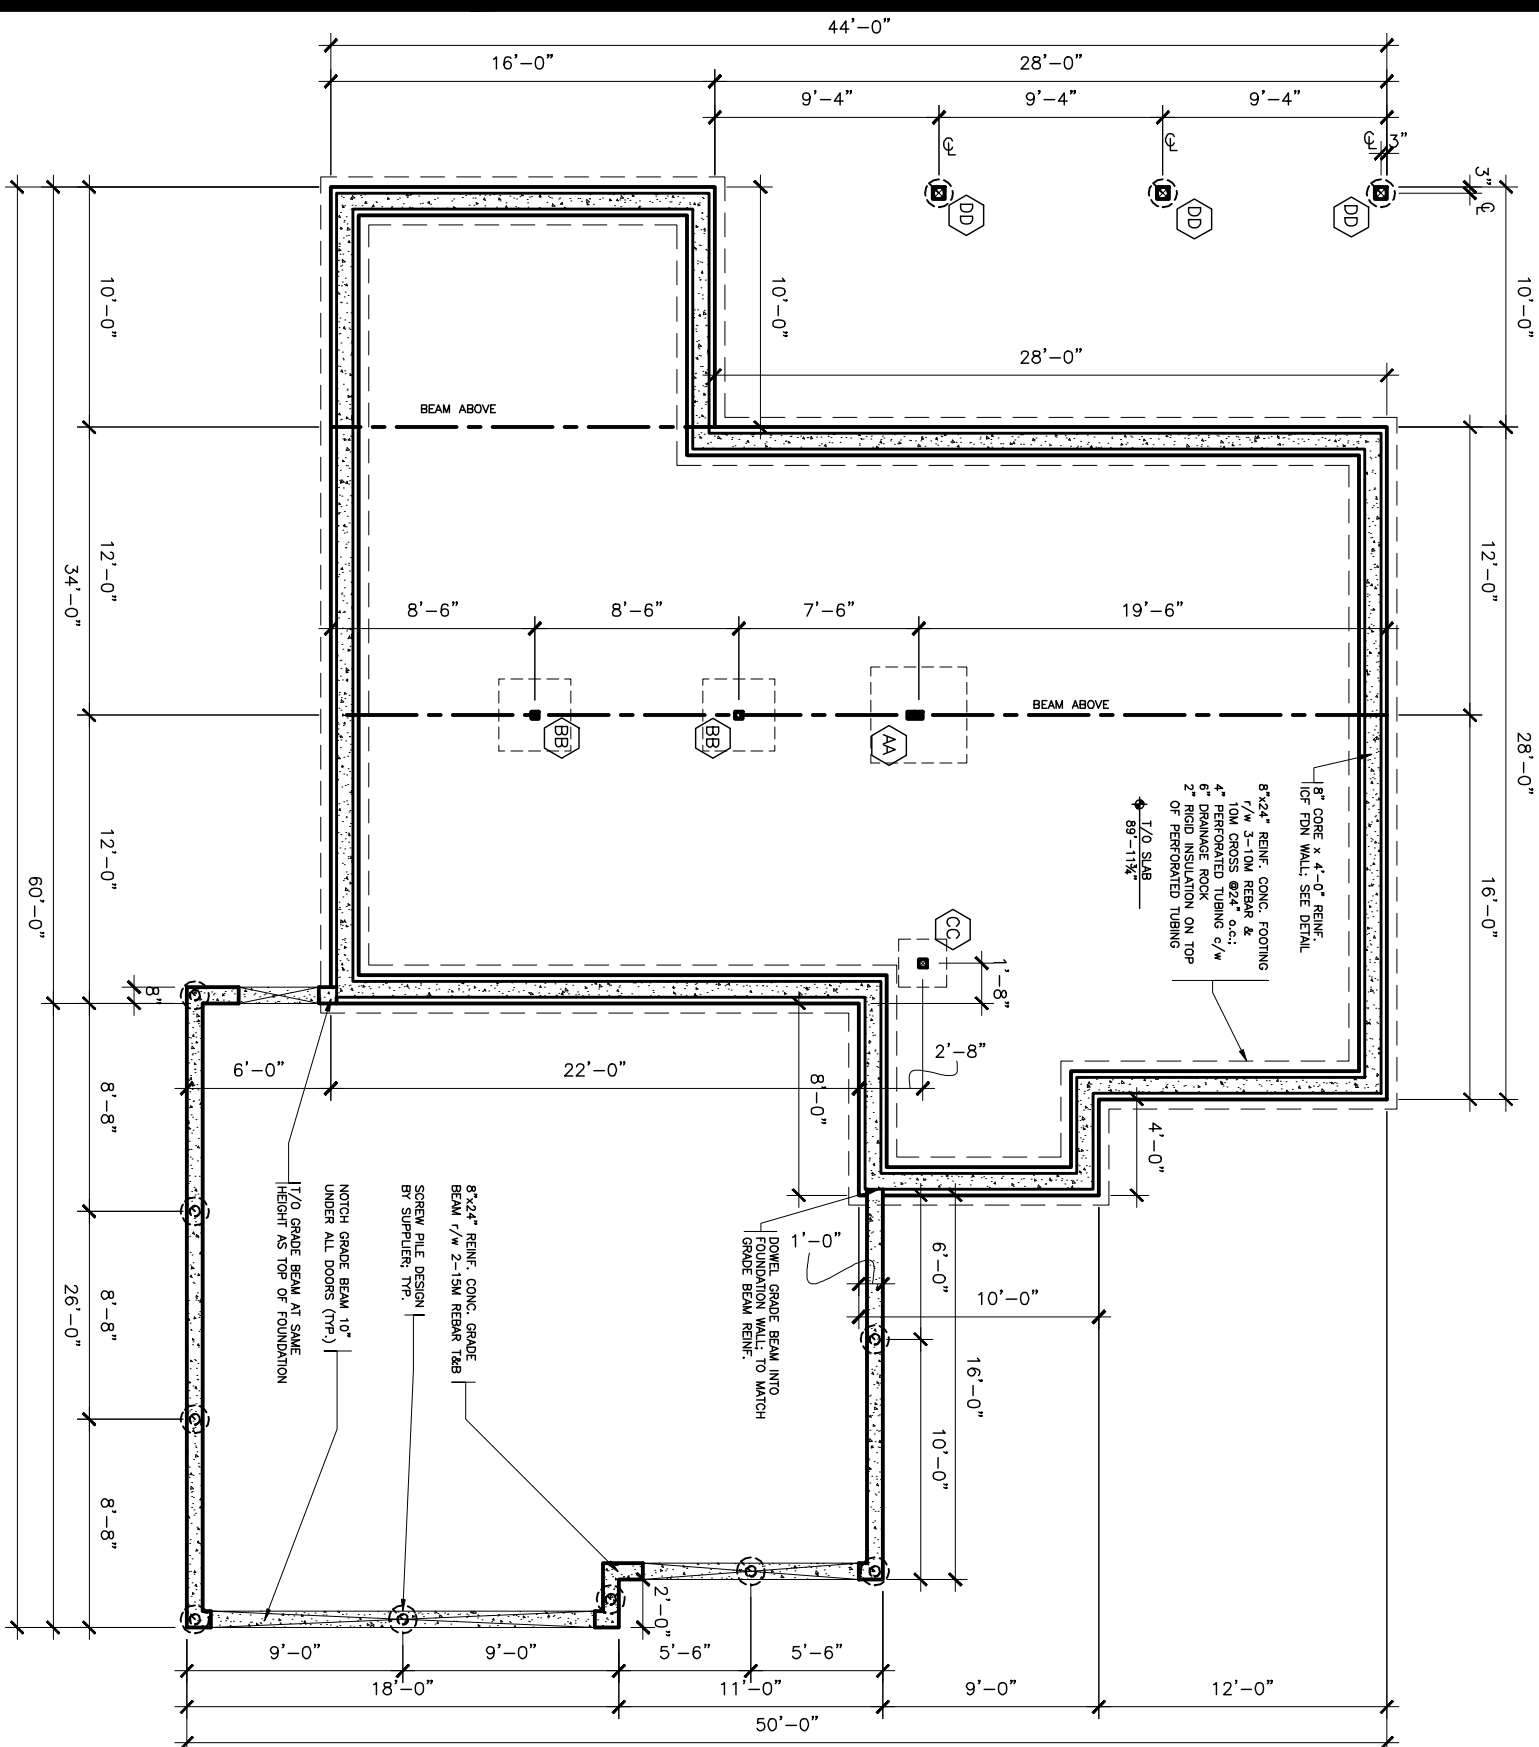 44'-0"
16'-0"
28'-0"
9'-4"
9'-4"
9'-4"
℄
℄
℄
3"
3"
℄
DD
DD
DD
10'-0"
10'-0"
10'-0"
28'-0"
BEAM ABOVE
12'-0"
12'-0"
34'-0"
8'-6"
8'-6"
7'-6"
19'-6"
BEAM ABOVE
BB
BB
AA
28'-0"
8" CORE x 4'-0" REINF.
ICF FDN WALL; SEE DETAIL
8"x24" REINF. CONC. FOOTING
r/w 3-10M REBAR &
10M CROSS @24" o.c.;
4" PERFORATED TUBING c/w
6" DRAINAGE ROCK
2" RIGID INSULATION ON TOP
OF PERFORATED TUBING
T/O SLAB
89'-11¾"
12'-0"
60'-0"
16'-0"
CC
1'-8"
2'-8"
8"
6'-0"
22'-0"
8'-0"
4'-0"
8'-8"
8'-8"
8'-8"
26'-0"
T/O GRADE BEAM AT SAME
HEIGHT AS TOP OF FOUNDATION
NOTCH GRADE BEAM 10"
UNDER ALL DOORS (TYP.)
SCREW PILE DESIGN
BY SUPPLIER; TYP.
8"x24" REINF. CONC. GRADE
BEAM r/w 2-15M REBAR T&B
DOWEL GRADE BEAM INTO
FOUNDATION WALL; TO MATCH
GRADE BEAM REINF.
1'-0"
6'-0"
10'-0"
16'-0"
10'-0"
2'-0"
9'-0"
9'-0"
5'-6"
5'-6"
18'-0"
11'-0"
9'-0"
12'-0"
50'-0"